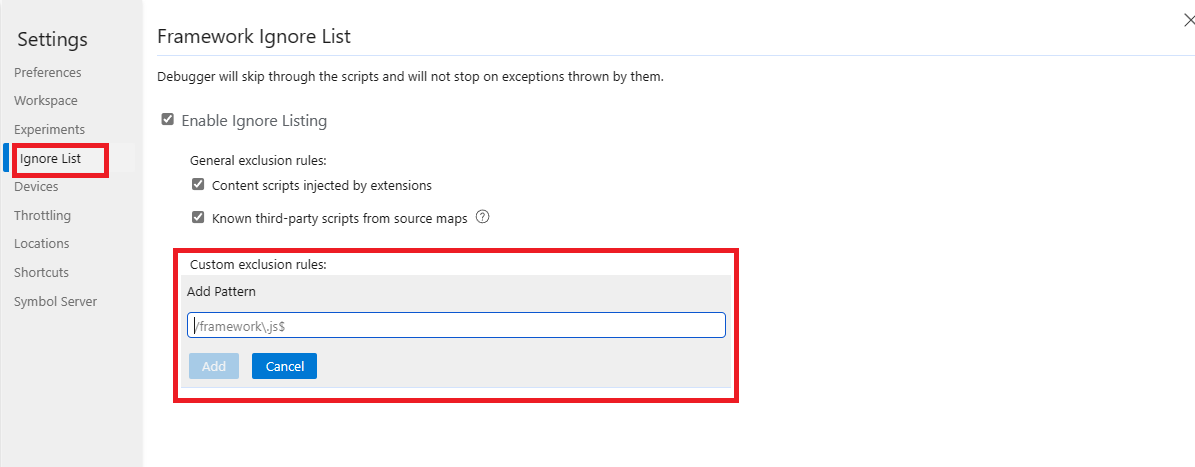 Settings
Preferences
Workspace
Experiments
Ignore List
Devices
Throttling
Locations
Shortcuts
Symbol Server
Framework Ignore List
Debugger will skip through the scripts and will not stop on exceptions thrown by them.
Enable Ignore Listing
General exclusion rules:
Content scripts injected by extensions
Known third-party scripts from source maps ?
Custom exclusion rules:
Add Pattern
/framework\.js$
Add Cancel